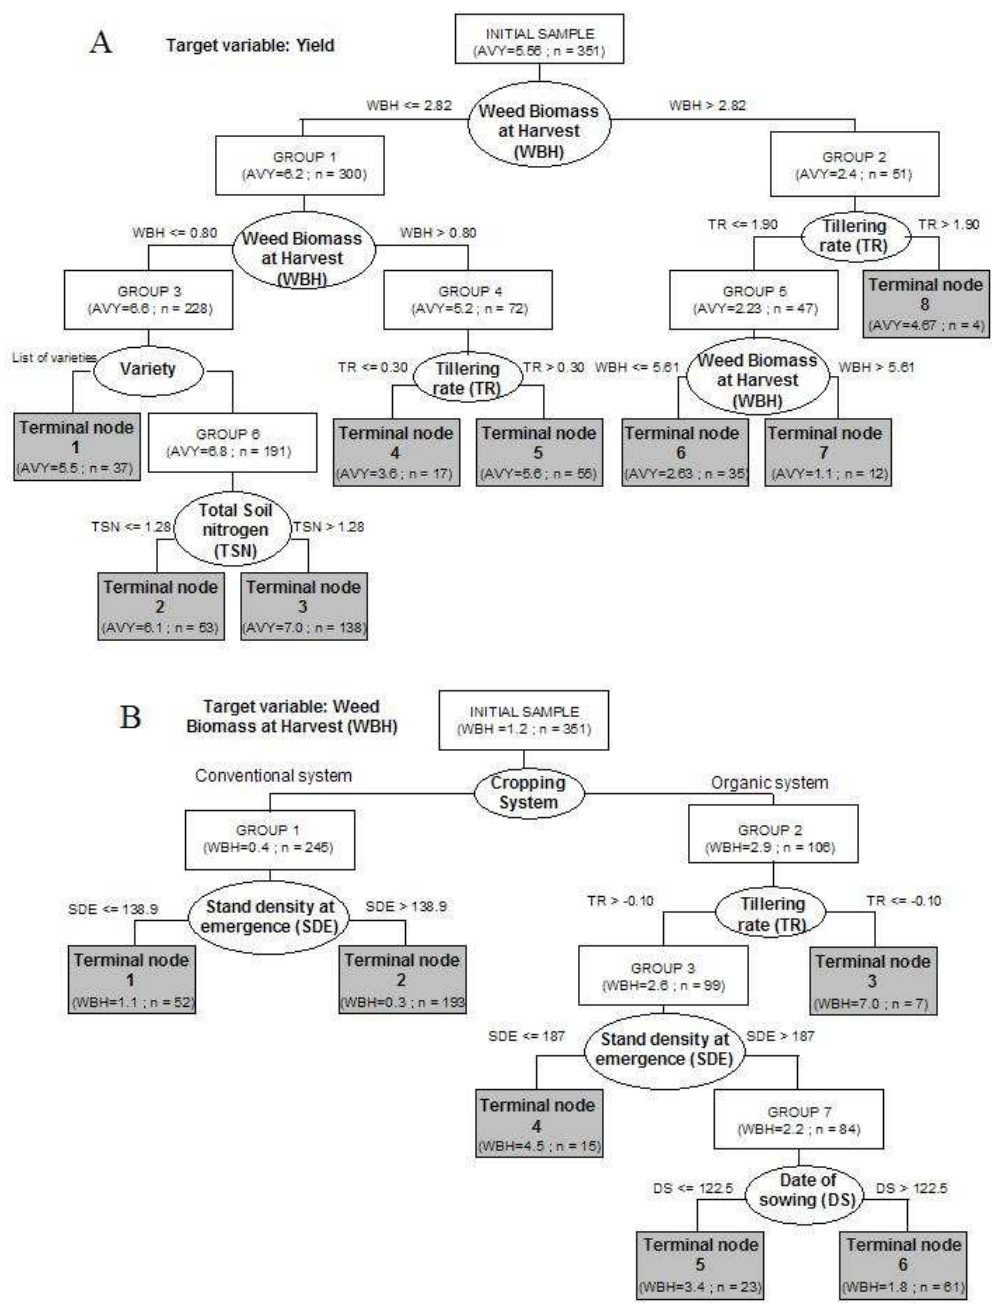 A
Target variable: Yield
INITIAL SAMPLE
(AVY=5.56 ; n = 351)
WBH <= 2.82
Weed Biomass
at Harvest
(WBH)
WBH > 2.82
GROUP 1
(AVY=6.2 ; n = 300)
GROUP 2
(AVY=2.4 ; n = 51)
WBH <= 0.80
Weed Biomass
at Harvest
(WBH)
WBH > 0.80
TR <= 1.90
Tillering
rate (TR)
TR > 1.90
GROUP 3
(AVY=6.6 ; n = 228)
GROUP 4
(AVY=5.2 ; n = 72)
GROUP 5
(AVY=2.23 ; n = 47)
Terminal node
8
(AVY=4.67 ; n = 4)
List of varieties
Variety
TR <= 0.30
Tillering
rate (TR)
TR > 0.30
WBH <= 5.61
Weed Biomass
at Harvest
(WBH)
WBH > 5.61
Terminal node
1
(AVY=5.5 ; n = 37)
GROUP 6
(AVY=6.8 ; n = 191)
Terminal node
4
(AVY=3.6 ; n = 17)
Terminal node
5
(AVY=5.6 ; n = 55)
Terminal node
6
(AVY=2.63 ; n = 35)
Terminal node
7
(AVY=1.1 ; n = 12)
TSN <= 1.28
Total Soil
nitrogen
(TSN)
TSN > 1.28
Terminal node
2
(AVY=6.1 ; n = 53)
Terminal node
3
(AVY=7.0 ; n = 138)
B
Target variable: Weed
Biomass at Harvest (WBH)
INITIAL SAMPLE
(WBH =1.2 ; n = 351)
Conventional system
Cropping
System
Organic system
GROUP 1
(WBH=0.4 ; n = 245)
GROUP 2
(WBH=2.9 ; n = 106)
SDE <= 138.9
Stand density at
emergence (SDE)
SDE > 138.9
TR > -0.10
Tillering
rate (TR)
TR <= -0.10
Terminal node
1
(WBH=1.1 ; n = 52)
Terminal node
2
(WBH=0.3 ; n = 193
GROUP 3
(WBH=2.6 ; n = 99)
Terminal node
3
(WBH=7.0 ; n = 7)
SDE <= 187
Stand density at
emergence (SDE)
SDE > 187
Terminal node
4
(WBH=4.5 ; n = 15)
GROUP 7
(WBH=2.2 ; n = 84)
DS <= 122.5
Date of
sowing (DS)
DS > 122.5
Terminal node
5
(WBH=3.4 ; n = 23)
Terminal node
6
(WBH=1.8 ; n = 61)